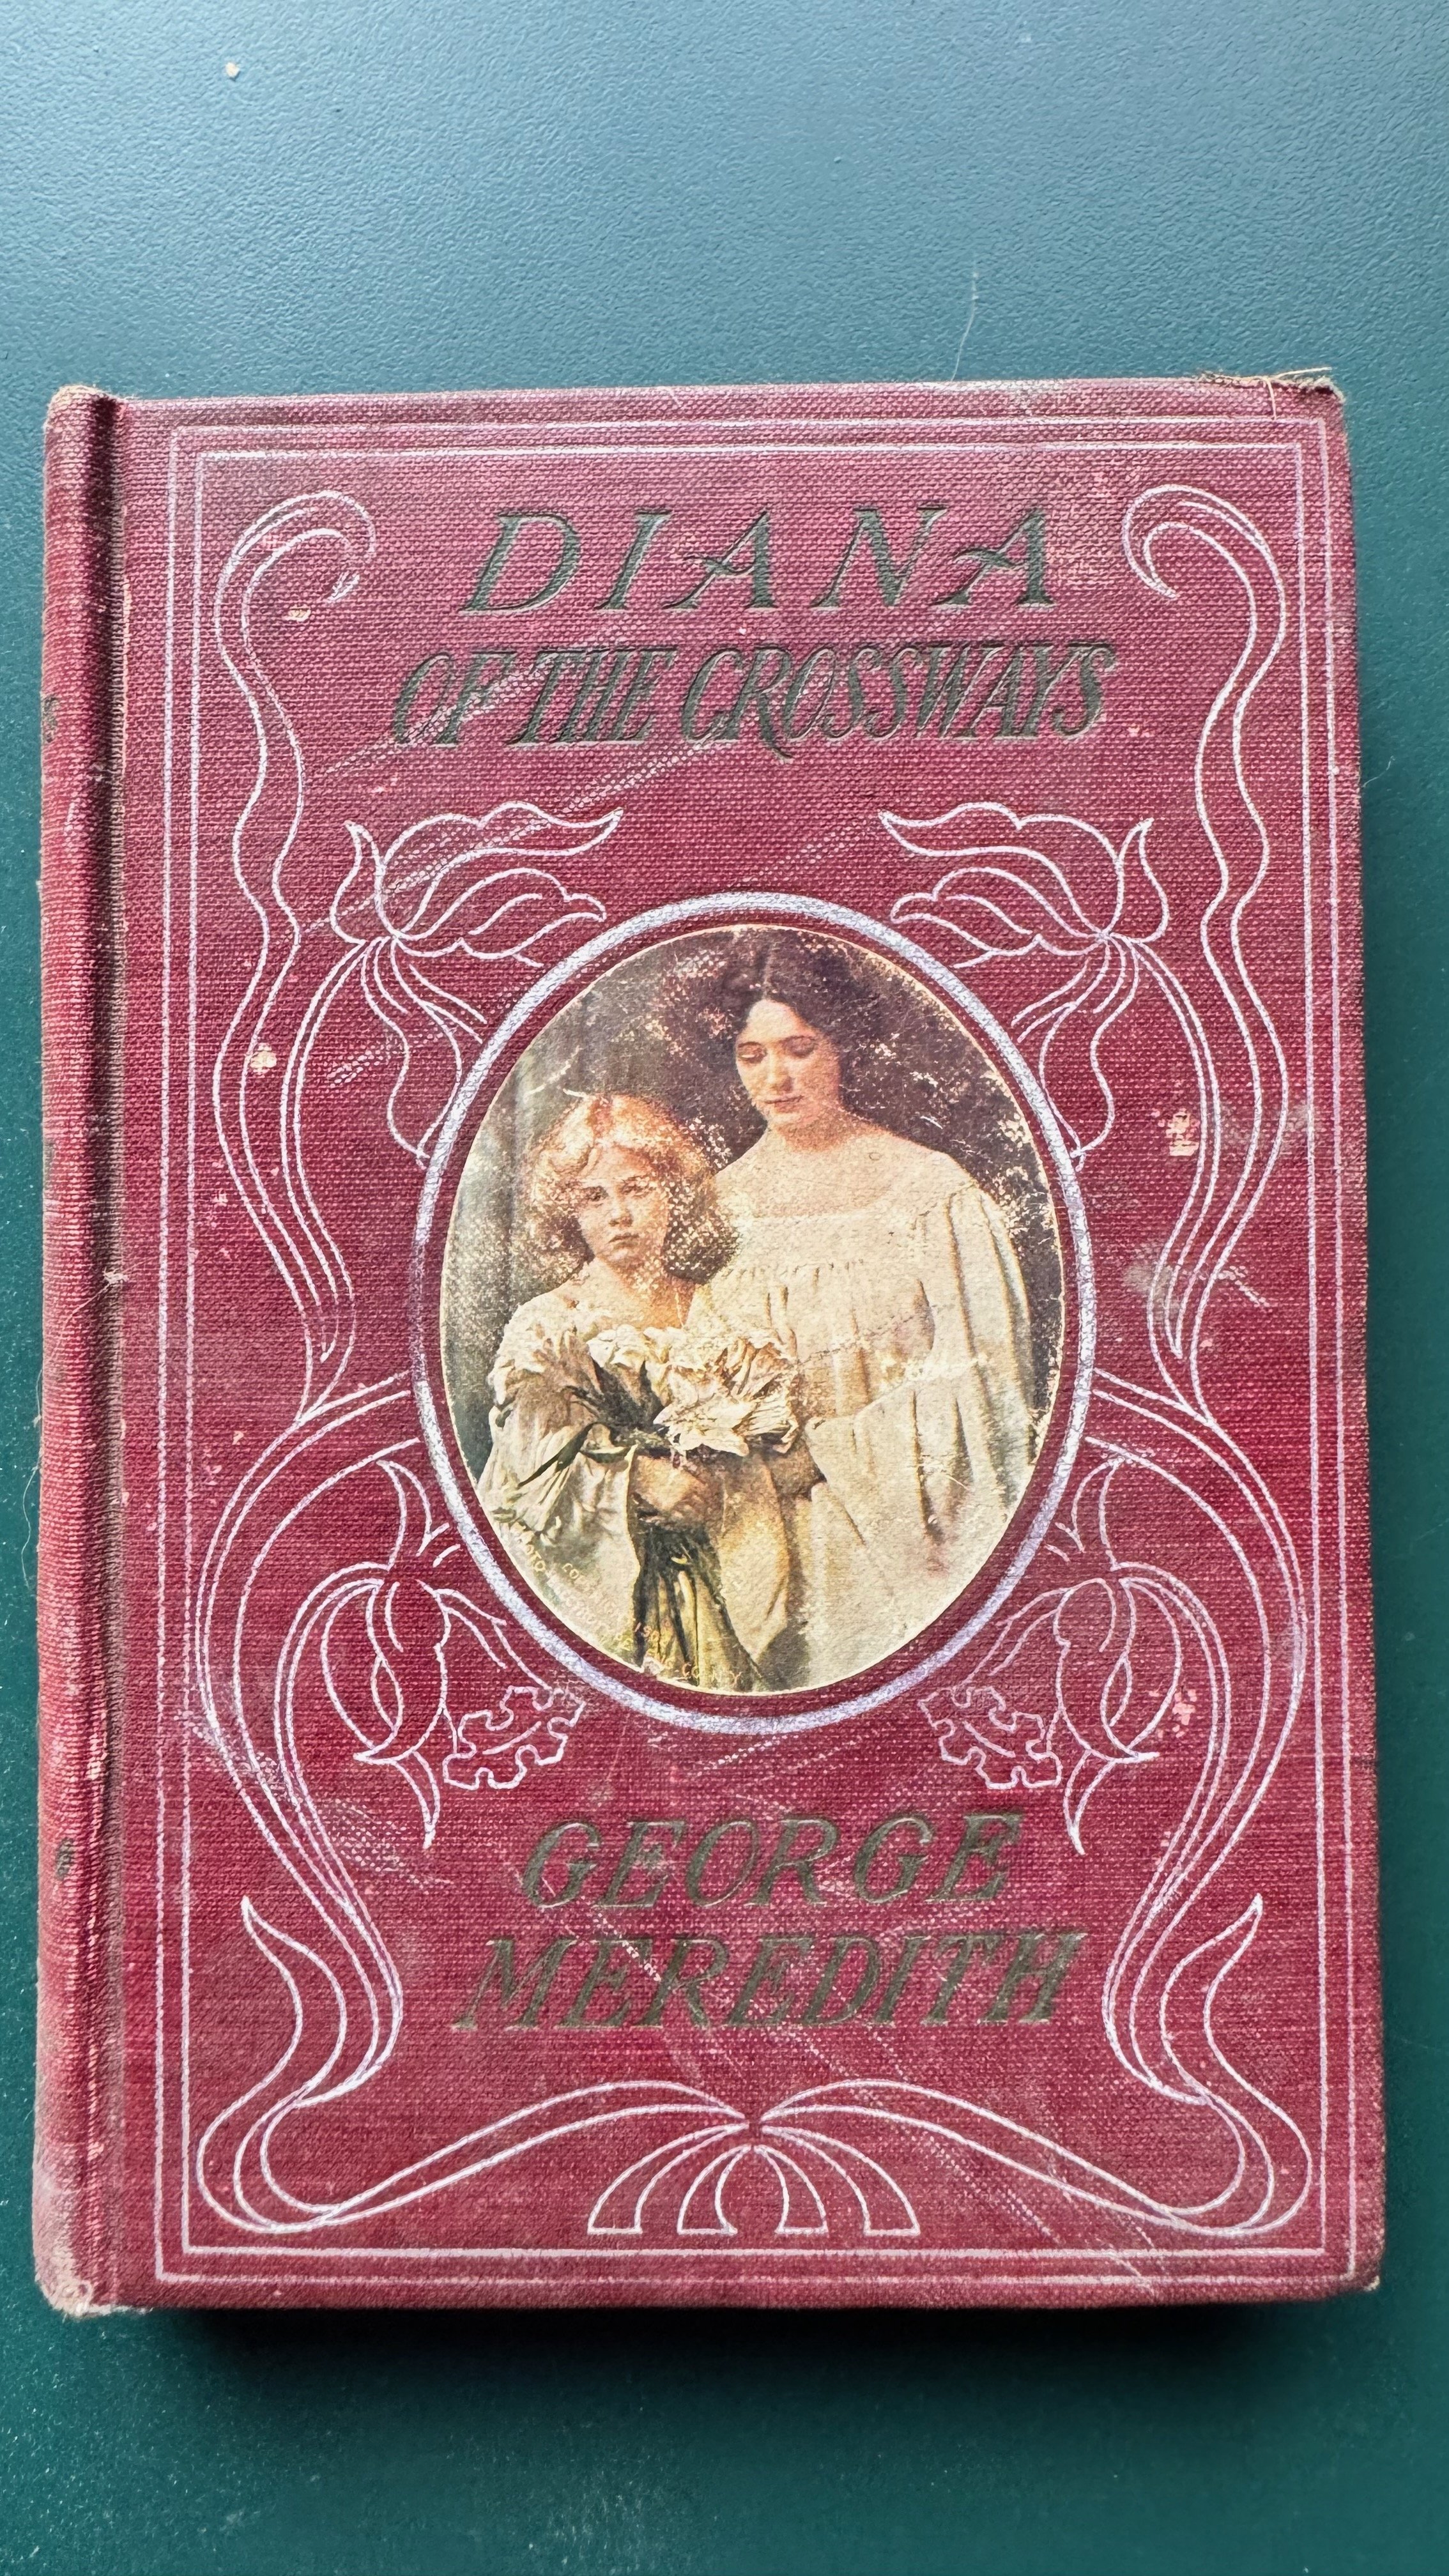 DIANA
OF THE CROSSWAYS
GEORGE
MEREDITH